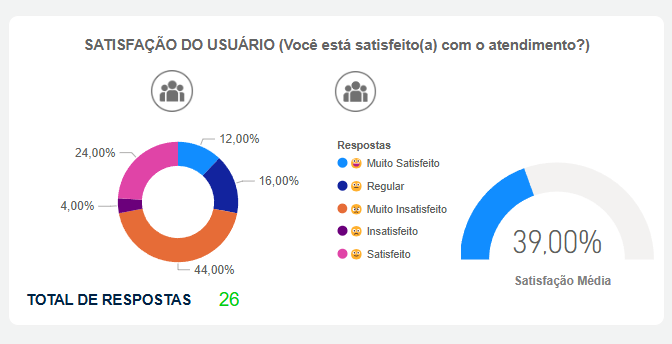 SATISFAÇÃO DO USUÁRIO (Você está satisfeito(a) com o atendimento?)
12,00%
24,00%
16,00%
4,00%
44,00%
Respostas
Muito Satisfeito
Regular
Muito Insatisfeito
Insatisfeito
Satisfeito
39,00%
Satisfação Média
TOTAL DE RESPOSTAS 26